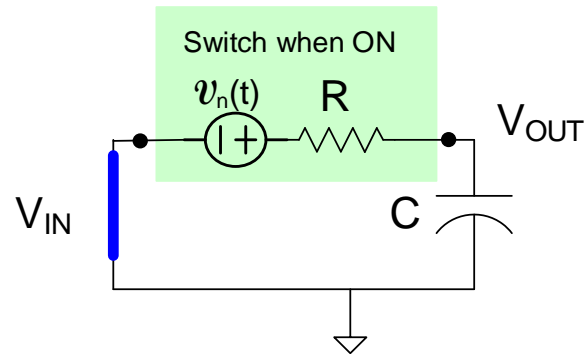 Switch when ON
𝓋n(t)
R
VOUT
VIN
C